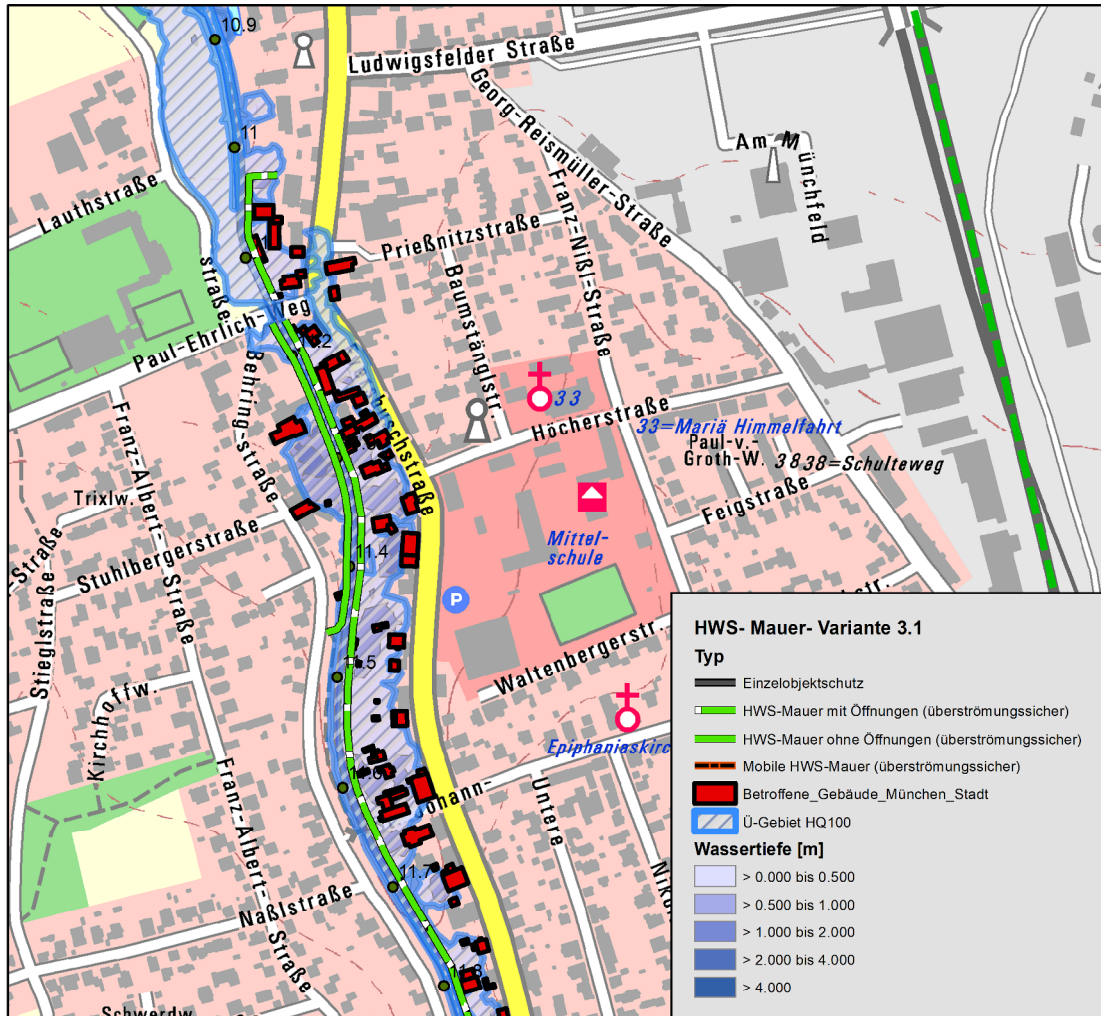 10.9
Ludwigsfelder Straße
11
Georg-Reismüller-Straße
Am Münchfeld
Lauthstraße
Franz-Nißl-Straße
Prießnitzstraße
Baumstänglstr.
straße
Paul-Ehrlich-Weg
Behring-straße
33
Höcherstraße
33=Mariä Himmelfahrt
Paul-v.-
Groth-W.
38
38=Schulteweg
Feigstraße
Franz-Albert-Straße
Trixlw.
Stuhlbergerstraße
Mittel-
schule
11.4
P
Stieglstraße
Waltenbergerstr.
Kirchhoffw.
Epiphaniaskirc
Johann-
Untere
Franz-Albert-Straße
11.7
Naßlstraße
11.8
Schwerdw.
HWS- Mauer- Variante 3.1
Typ
Einzelobjektschutz
HWS-Mauer mit Öffnungen (überströmungssicher)
HWS-Mauer ohne Öffnungen (überströmungssicher)
Mobile HWS-Mauer (überströmungssicher)
Betroffene_Gebäude_München_Stadt
Ü-Gebiet HQ100
Wassertiefe [m]
> 0.000 bis 0.500
> 0.500 bis 1.000
> 1.000 bis 2.000
> 2.000 bis 4.000
> 4.000